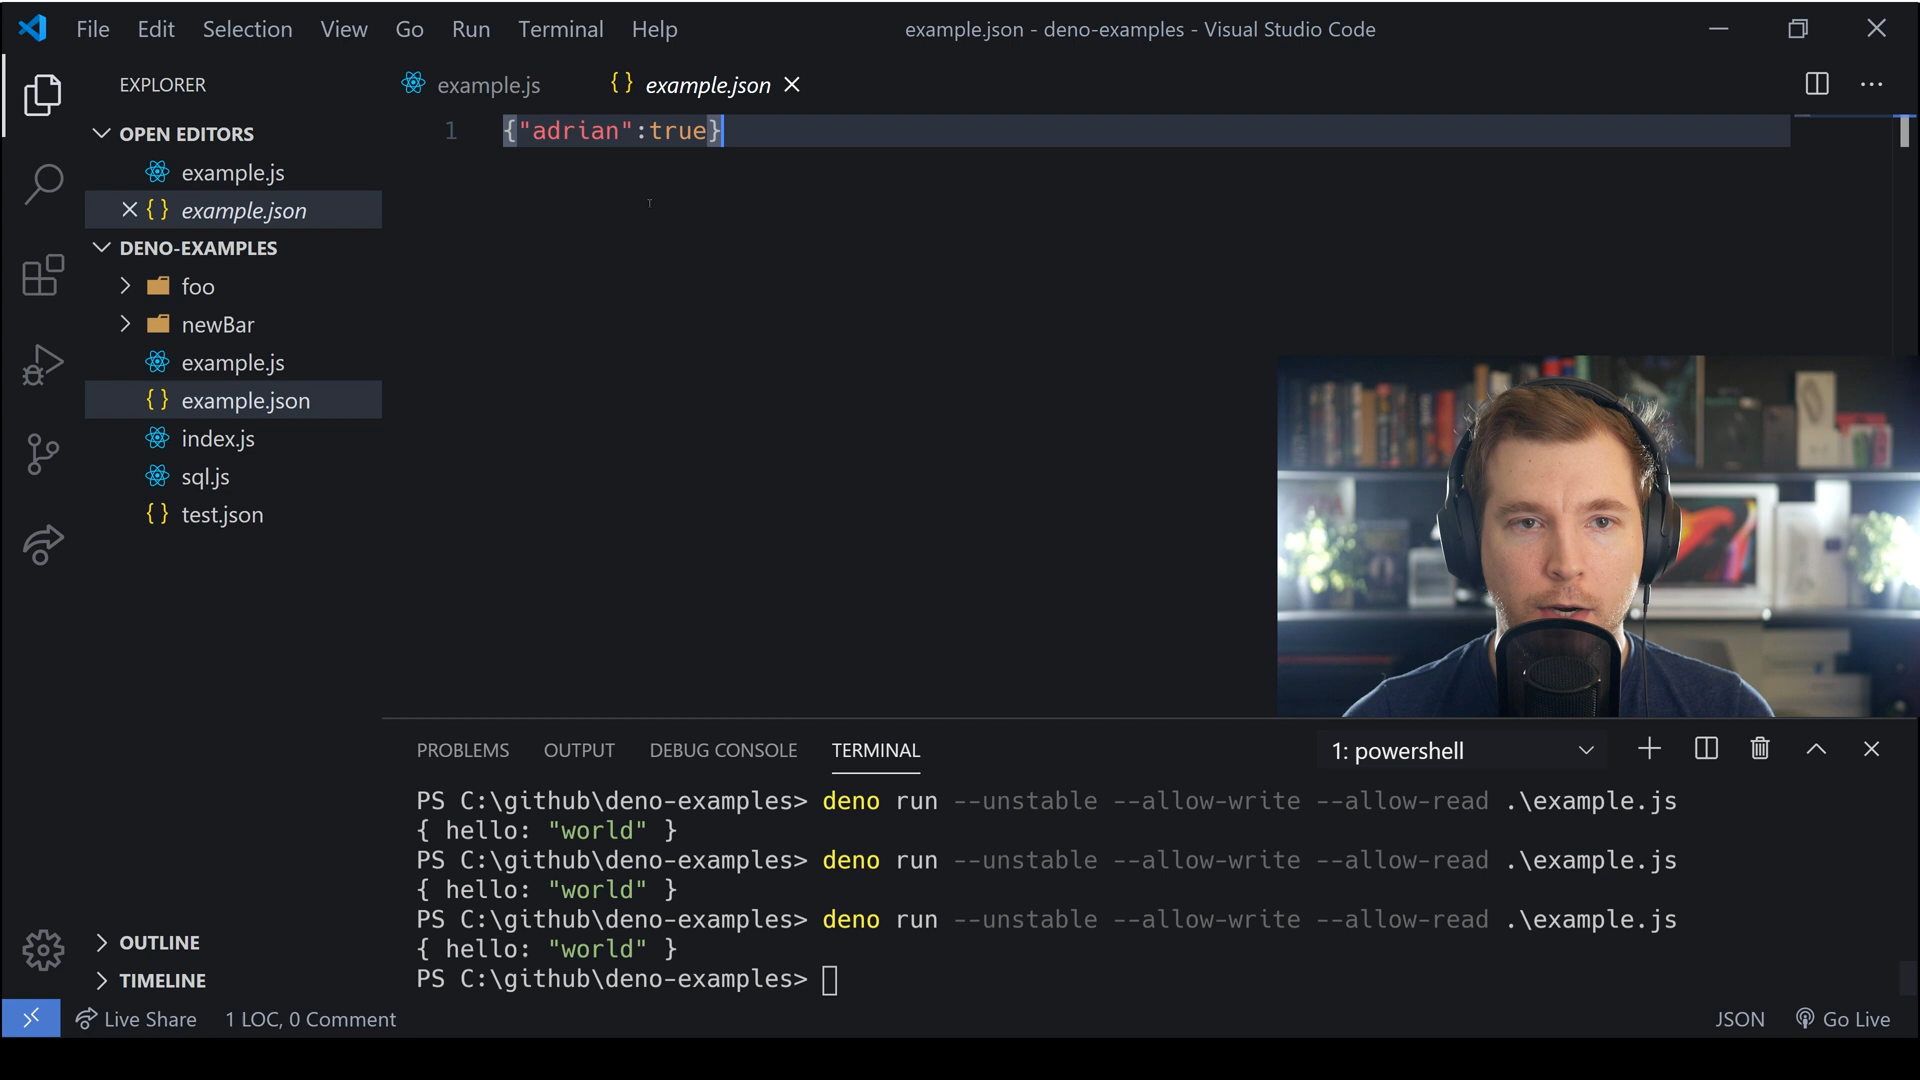 File Edit Selection View Go Run Terminal Help
example.json - deno-examples - Visual Studio Code
EXPLORER
OPEN EDITORS
example.js
example.json
DENO-EXAMPLES
foo
newBar
example.js
example.json
index.js
sql.js
test.json
OUTLINE
TIMELINE
example.js
example.json
1 {"adrian":true}
PROBLEMS OUTPUT DEBUG CONSOLE TERMINAL
1: powershell
PS C:\github\deno-examples> deno run --unstable --allow-write --allow-read .\example.js
{ hello: "world" }
PS C:\github\deno-examples> deno run --unstable --allow-write --allow-read .\example.js
{ hello: "world" }
PS C:\github\deno-examples> deno run --unstable --allow-write --allow-read .\example.js
{ hello: "world" }
PS C:\github\deno-examples>
Live Share 1 LOC, 0 Comment
JSON Go Live